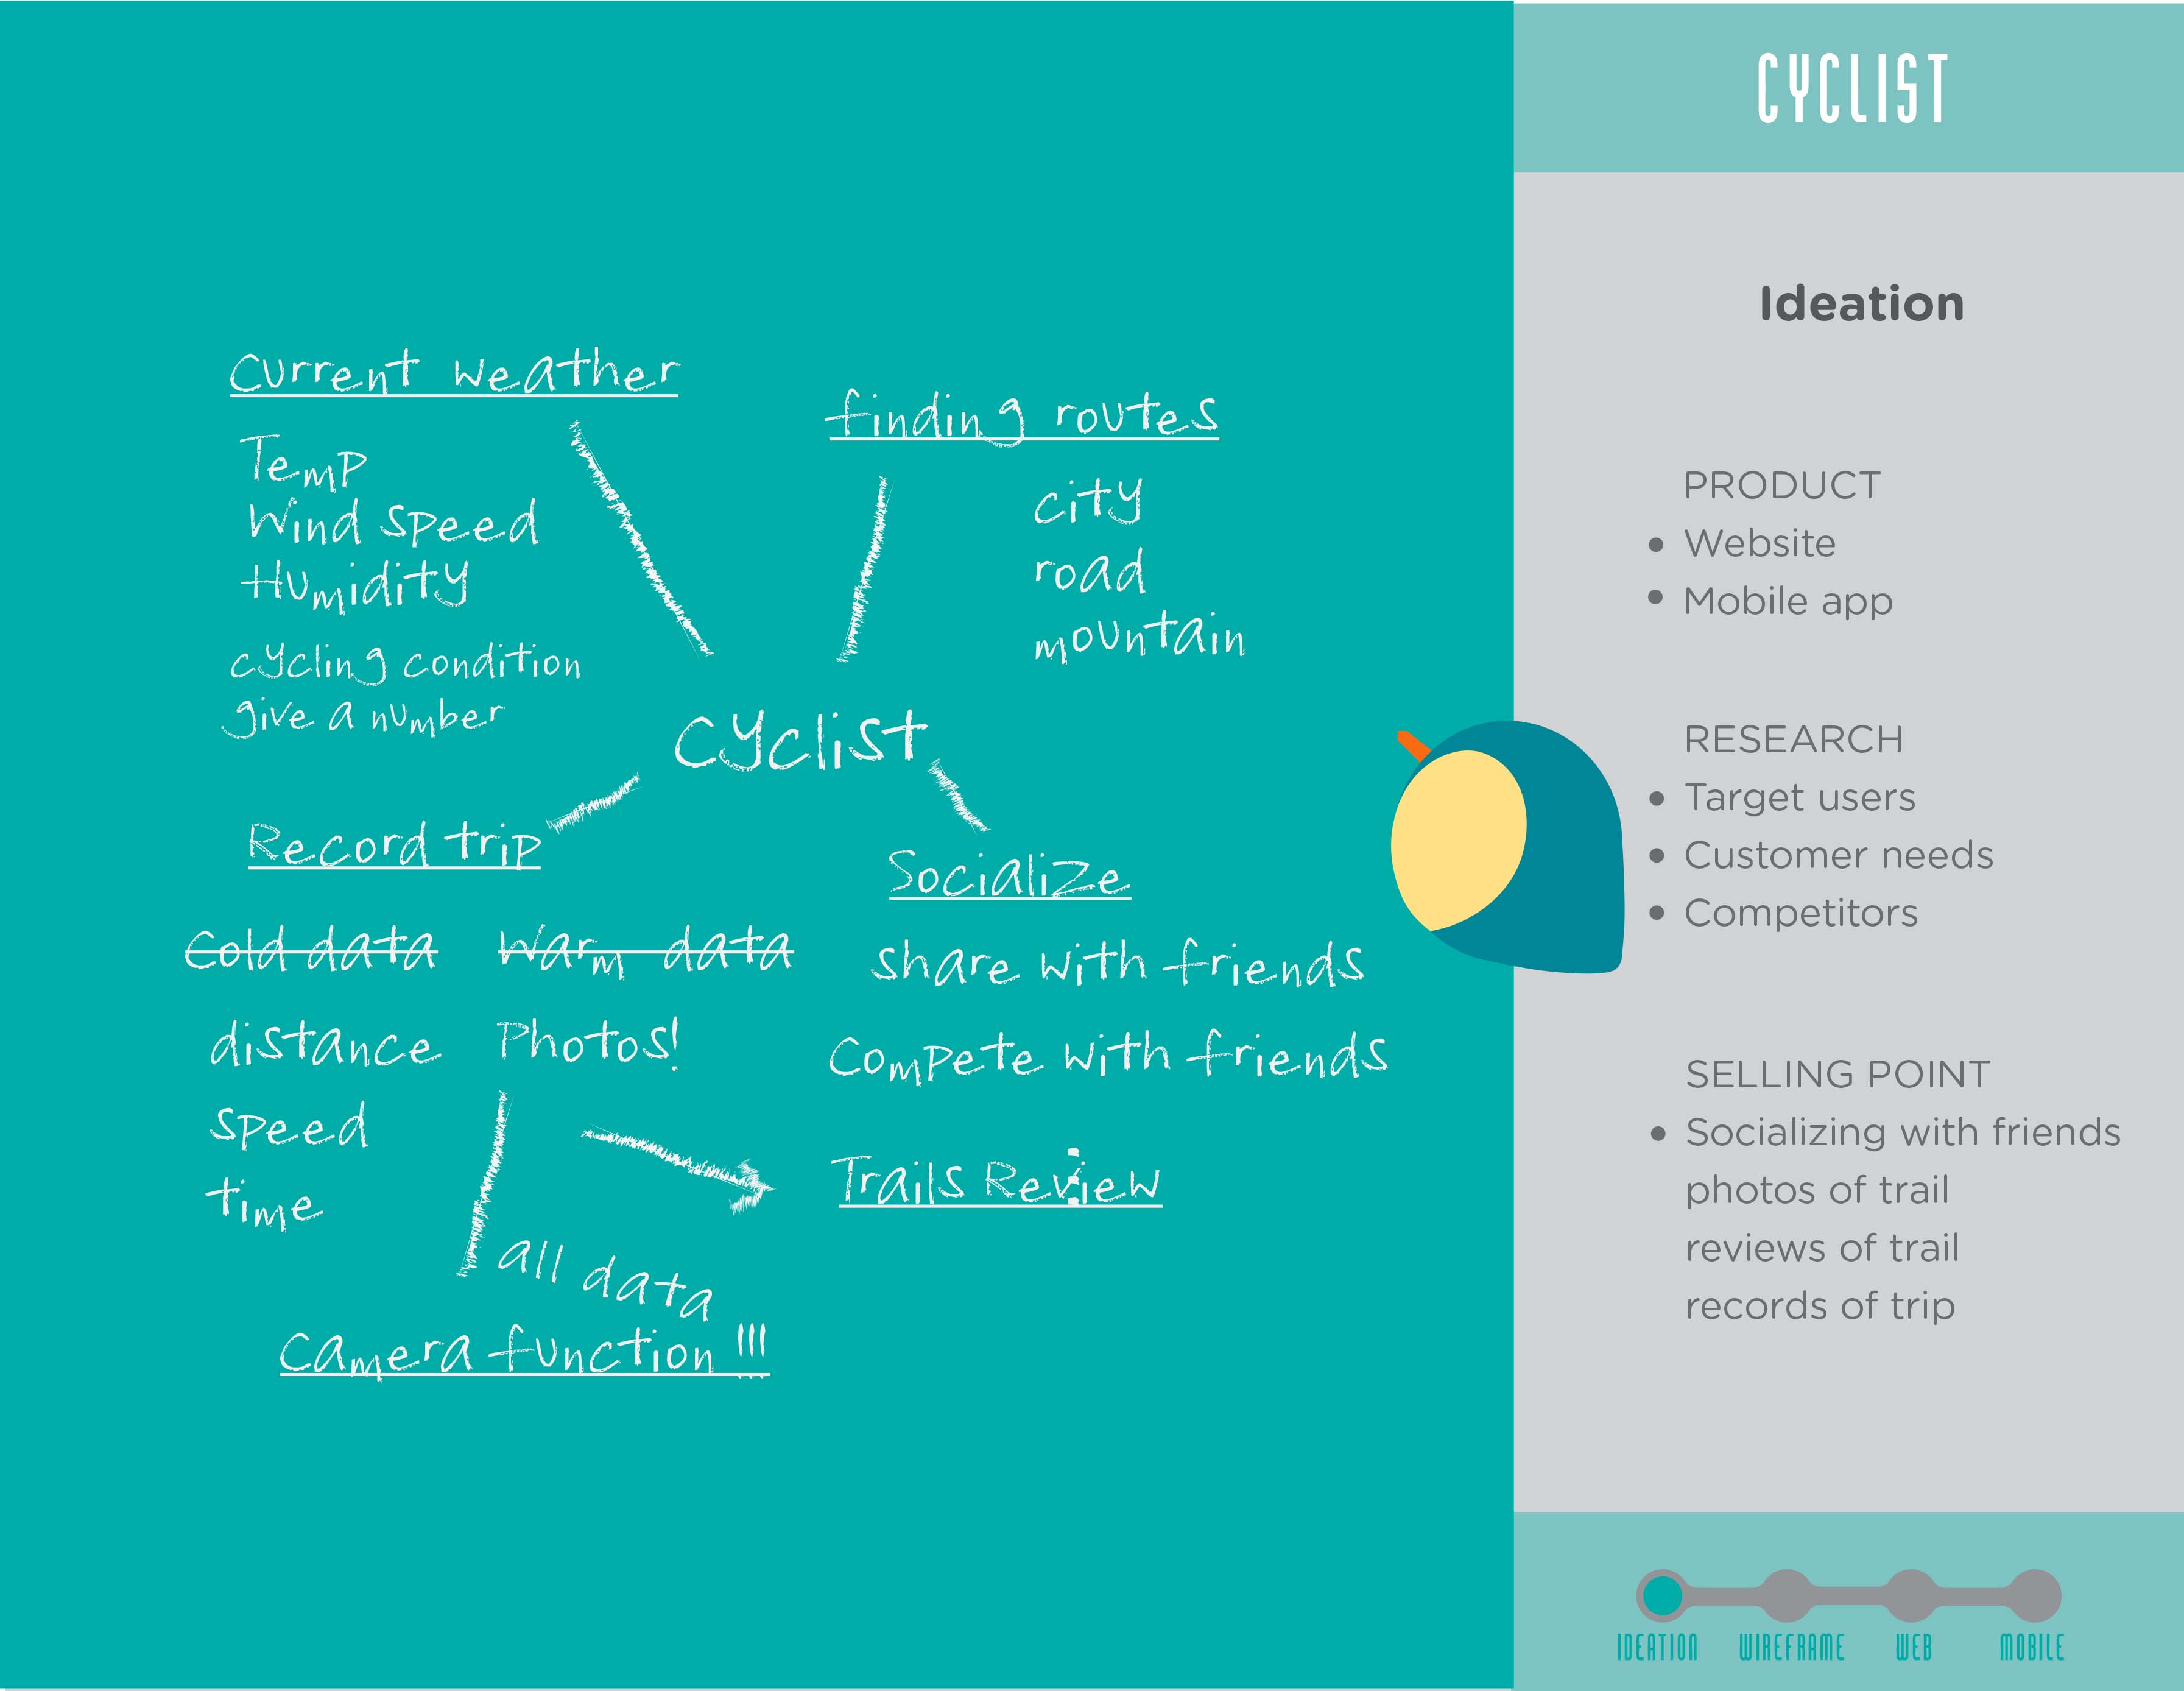 Current weather
Temp
Wind speed
Humidity
cycling condition
give a number
finding routes
city
road
mountain
Cyclist
Record trip
Cold data
Warm data
distance
Photos!
speed
time
all data
Camera function !!!
Socialize
share with friends
Compete with friends
Trails Review
CYCLIST
Ideation
PRODUCT
• Website
• Mobile app
RESEARCH
• Target users
• Customer needs
• Competitors
SELLING POINT
• Socializing with friends
photos of trail
reviews of trail
records of trip
IDEATION WIREFRAME WEB MOBILE